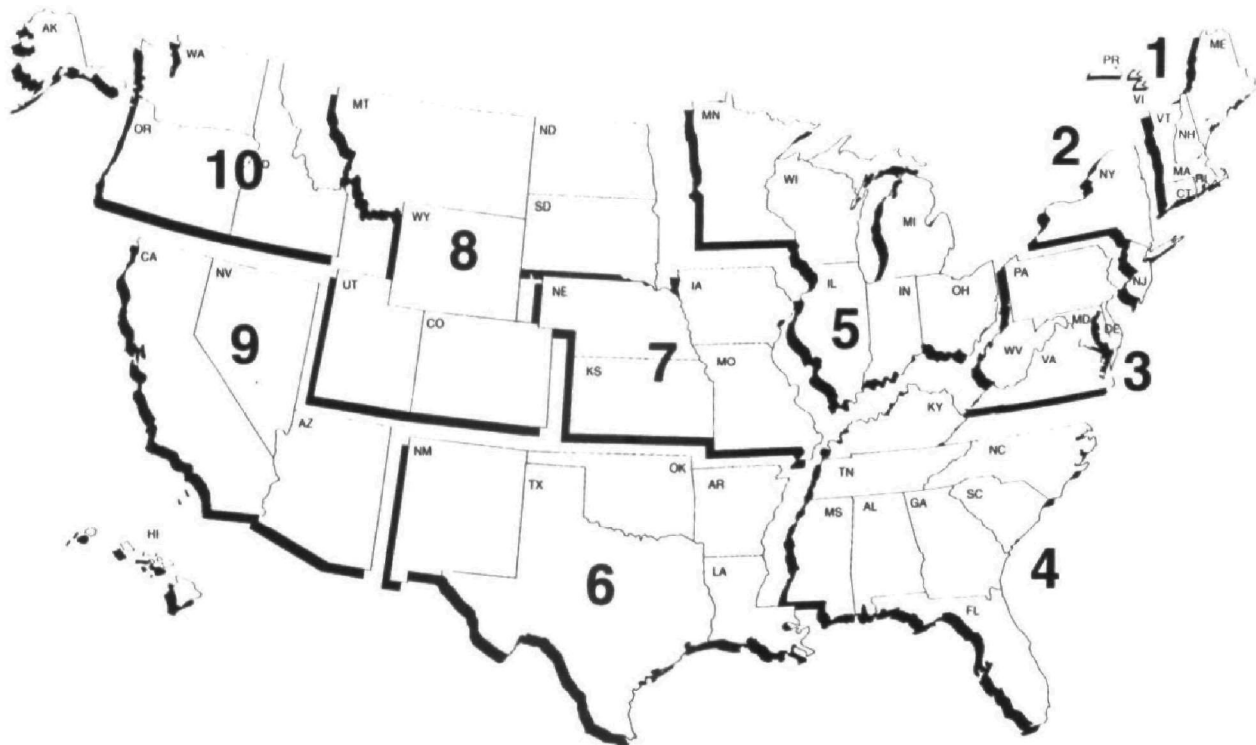 AK
WA
MT
ND
MN
PR
1
ME
VI
VT
NH
OR
10
2
NY
MA
RI
CT
WI
SD
WY
8
MI
CA
NV
UT
NE
IA
IL
IN
OH
PA
NJ
CO
5
MD
DE
9
7
WV
VA
3
KS
MO
KY
AZ
NM
OK
TN
NC
TX
AR
SC
MS
AL
GA
HI
6
LA
4
FL